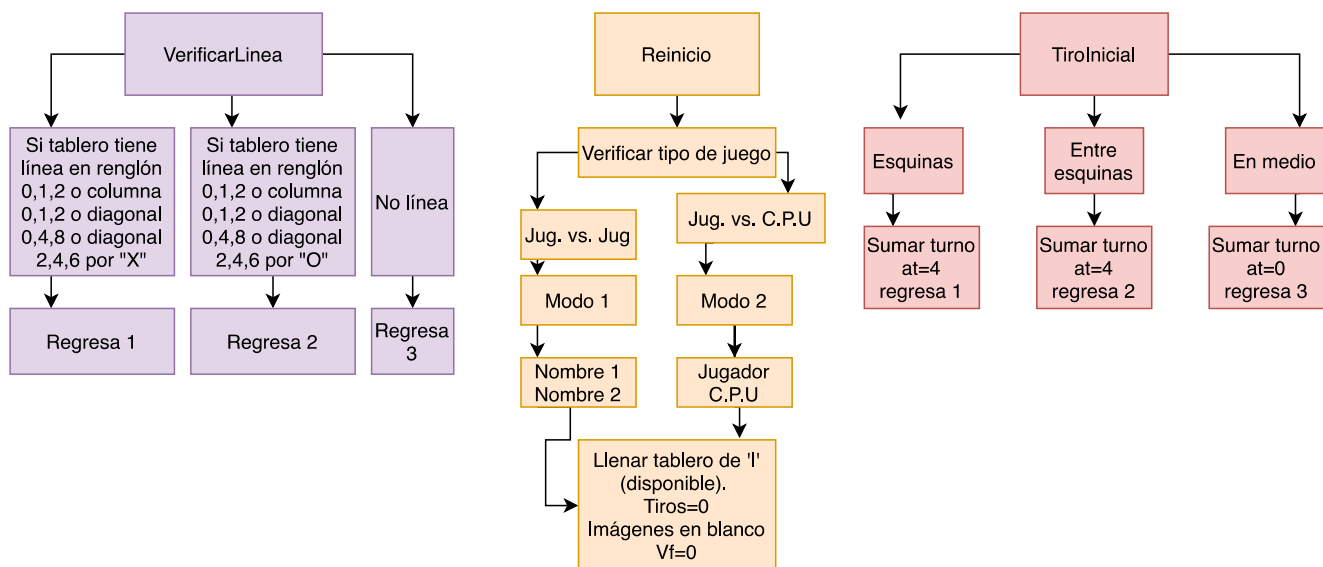 VerificarLinea
Si tablero tiene
línea en renglón
0,1,2 o columna
0,1,2 o diagonal
0,4,8 o diagonal
2,4,6 por "X"
Si tablero tiene
línea en renglón
0,1,2 o columna
0,1,2 o diagonal
0,4,8 o diagonal
2,4,6 por "O"
No línea
Regresa 1
Regresa 2
Regresa
3
Reinicio
Verificar tipo de juego
Jug. vs. Jug
Jug. vs. C.P.U
Modo 1
Modo 2
Nombre 1
Nombre 2
Jugador
C.P.U
Llenar tablero de 'l'
(disponible).
Tiros=0
Imágenes en blanco
Vf=0
TiroInicial
Esquinas
Entre
esquinas
En medio
Sumar turno
at=4
regresa 1
Sumar turno
at=4
regresa 2
Sumar turno
at=0
regresa 3